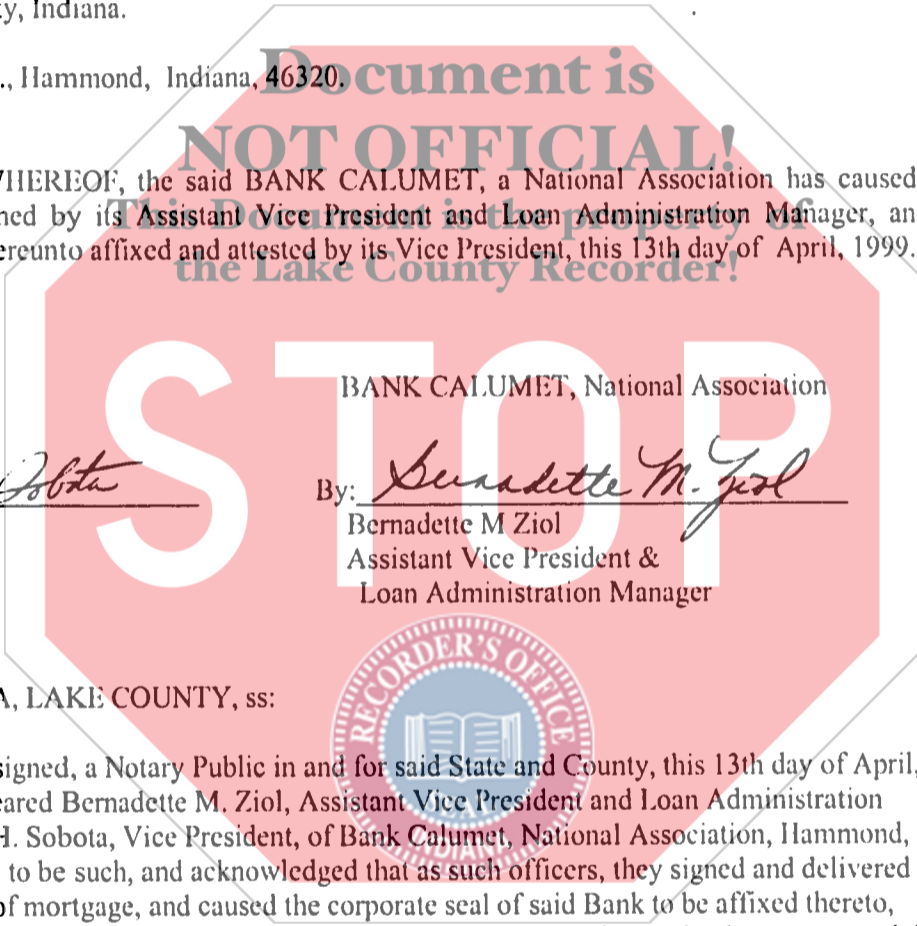 y, Indiana.
., Hammond, Indiana, 46320.
Document is
NOT OFFICIAL!
This Document is the property of
the Lake County Recorder!
HEREOF, the said BANK CALUMET, a National Association has caused
ned by its Assistant Vice President and Loan Administration Manager, an
ereunto affixed and attested by its Vice President, this 13th day of April, 1999.
STOP
BANK CALUMET, National Association
Sobota
By: Bernadette M. Ziol
Bernadette M Ziol
Assistant Vice President &
Loan Administration Manager
RECORDER'S OFFICE
INDIANA
A, LAKE COUNTY, ss:
signed, a Notary Public in and for said State and County, this 13th day of April,
eared Bernadette M. Ziol, Assistant Vice President and Loan Administration
H. Sobota, Vice President, of Bank Calumet, National Association, Hammond,
to be such, and acknowledged that as such officers, they signed and delivered
of mortgage, and caused the corporate seal of said Bank to be affixed thereto,